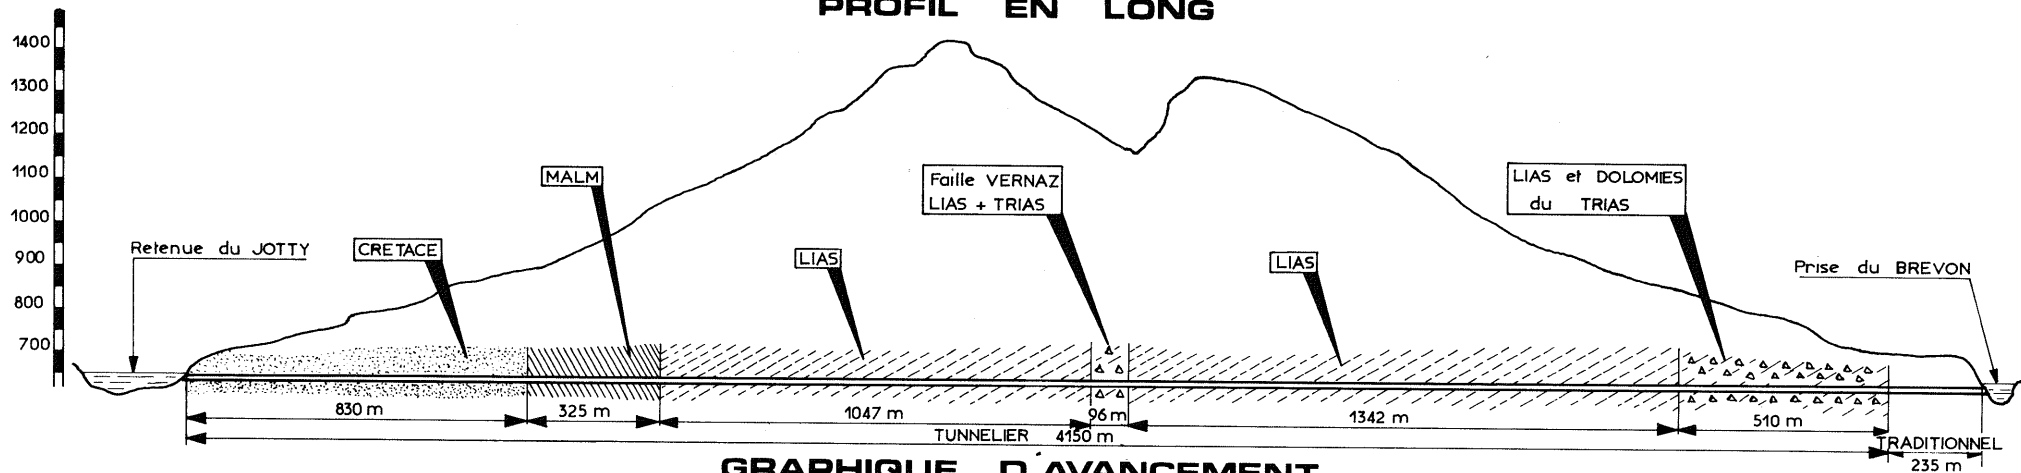 PROFIL EN LONG
1400
1300
1200
1100
1000
900
800
700
MALM
Faille VERNAZ
LIAS + TRIAS
LIAS et DOLOMIES
du TRIAS
Retenue du JOTTY
CRETACE
LIAS
LIAS
Prise du BREVON
830 m
325 m
1047 m
96 m
1342 m
510 m
TUNNELIER 4150 m
TRADITIONNEL
235 m
GRAPHIQUE D'AVANCEMENT